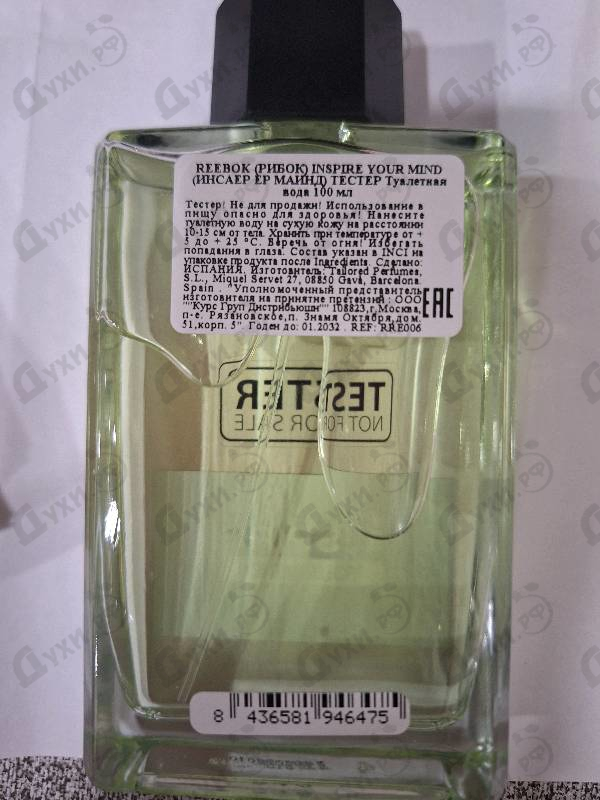 REEBOK (РИБОК) INSPIRE YOUR MIND
(ИНСАЕР ЁР МАЙНД) ТЕСТЕР Туалетная
вода 100 мл
Тестер! Не для продажи! Использование в
пищу опасно для здоровья! Нанесите
туалетную воду на сухую кожу на расстоянии
10-15 см от тела. Хранить при температуре от +
5 до + 25 °С. Беречь от огня! Избегать
попадания в глаза. Состав указан в INCI на
упаковке продукта после Ingredients. Сделано:
ИСПАНИЯ. Изготовитель: Tailored Perfumes,
S.L., Miquel Servet 27, 08850 Gavà, Barcelona.
Spain . "Уполномоченный представитель
изготовителя на принятие претензий : ООО
""Курс Груп Дистрибьюшн"" 108823,г.Москва,
п-е. Рязановское,п. Знамя Октября,дом.
51,корп. 5". Годен до: 01.2032 . REF: RRE006
EAC
TESTER
NOT FOR SALE
8 436581 946475
Духи.рф